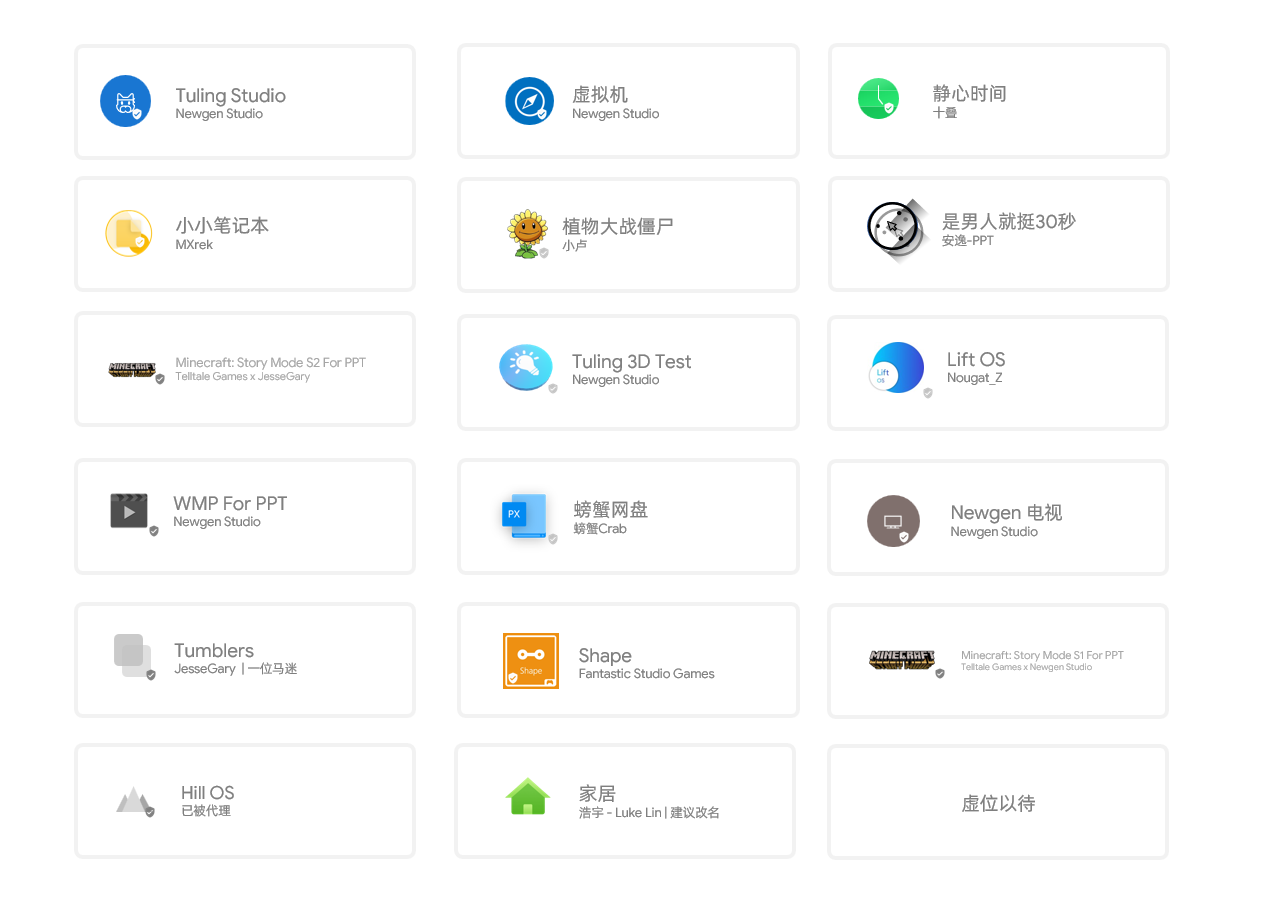 Tuling Studio
Newgen Studio
虚拟机
Newgen Studio
静心时间
十叠
小小笔记本
MXrek
植物大战僵尸
小卢
是男人就挺30秒
安逸-PPT
MINECRAFT
Minecraft: Story Mode S2 For PPT
Telltale Games x JesseGary
Tuling 3D Test
Newgen Studio
Lift
OS
Lift OS
Nougat_Z
WMP For PPT
Newgen Studio
PX
螃蟹网盘
螃蟹Crab
Newgen 电视
Newgen Studio
Tumblers
JesseGary | 一位马迷
Shape
Shape
Fantastic Studio Games
MINECRAFT
Minecraft: Story Mode S1 For PPT
Telltale Games x Newgen Studio
Hill OS
已被代理
家居
浩宇 - Luke Lin | 建议改名
虚位以待